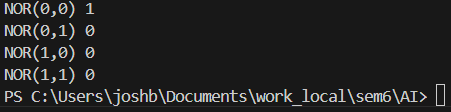 NOR(0,0) 1
NOR(0,1) 0
NOR(1,0) 0
NOR(1,1) 0
PS C:\Users\joshb\Documents\work_local\sem6\AI>